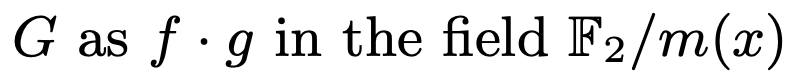 G as f · g in the field 𝔽₂/m(x)